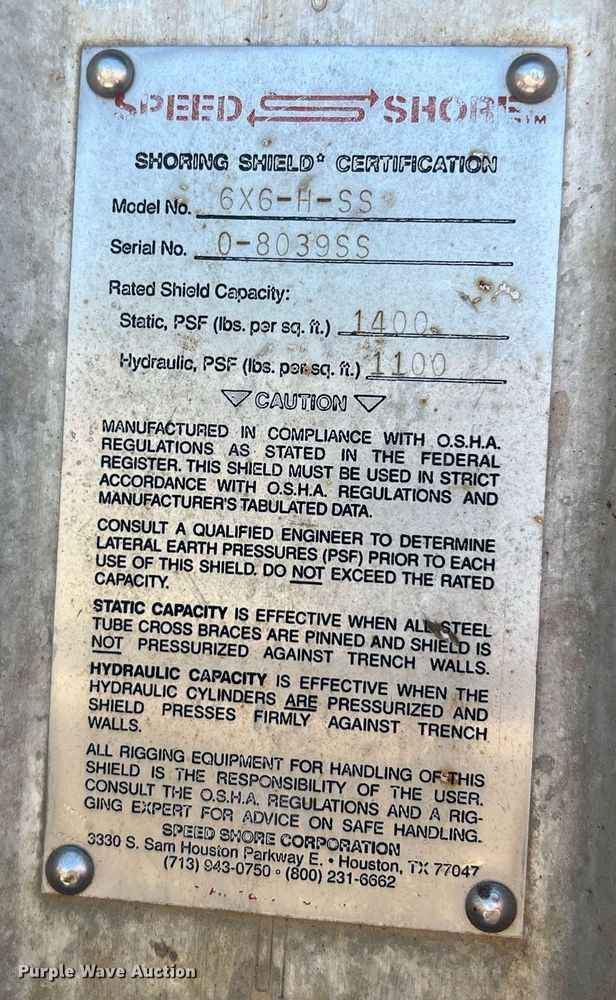 SPEED SHORE TM
SHORING SHIELD® CERTIFICATION
Model No. 6X6-H-SS
Serial No. 0-8039SS
Rated Shield Capacity:
Static, PSF (lbs. per sq. ft.) 1400
Hydraulic, PSF (lbs. per sq. ft.) 1100
CAUTION
MANUFACTURED IN COMPLIANCE WITH O.S.H.A.
REGULATIONS AS STATED IN THE FEDERAL
REGISTER. THIS SHIELD MUST BE USED IN STRICT
ACCORDANCE WITH O.S.H.A. REGULATIONS AND
MANUFACTURER'S TABULATED DATA.
CONSULT A QUALIFIED ENGINEER TO DETERMINE
LATERAL EARTH PRESSURES (PSF) PRIOR TO EACH
USE OF THIS SHIELD. DO NOT EXCEED THE RATED
CAPACITY.
STATIC CAPACITY IS EFFECTIVE WHEN ALL STEEL
TUBE CROSS BRACES ARE PINNED AND SHIELD IS
NOT PRESSURIZED AGAINST TRENCH WALLS.
HYDRAULIC CAPACITY IS EFFECTIVE WHEN THE
HYDRAULIC CYLINDERS ARE PRESSURIZED AND
SHIELD PRESSES FIRMLY AGAINST TRENCH
WALLS.
ALL RIGGING EQUIPMENT FOR HANDLING OF THIS
SHIELD IS THE RESPONSIBILITY OF THE USER.
CONSULT THE O.S.H.A. REGULATIONS AND A RIG-
GING EXPERT FOR ADVICE ON SAFE HANDLING.
SPEED SHORE CORPORATION
3330 S. Sam Houston Parkway E. • Houston, TX 77047
(713) 943-0750 • (800) 231-6662
Purple Wave Auction